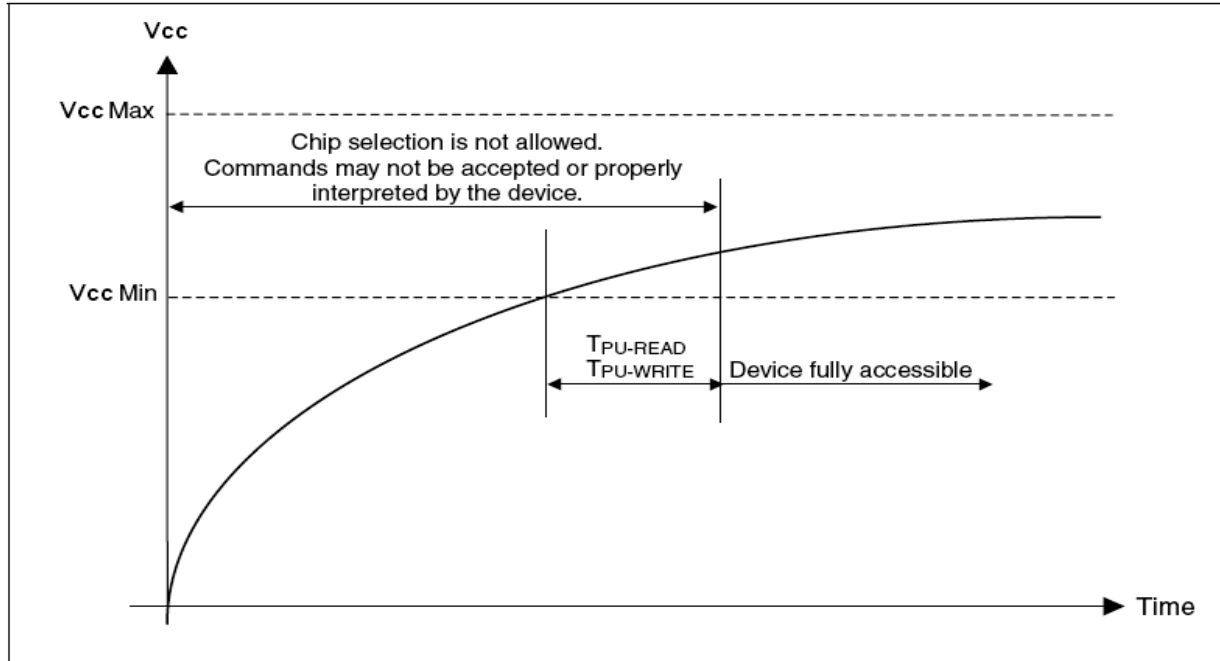 Vcc
Vcc Max
Chip selection is not allowed.
Commands may not be accepted or properly
interpreted by the device.
Vcc Min
TPU-READ
TPU-WRITE
Device fully accessible
Time